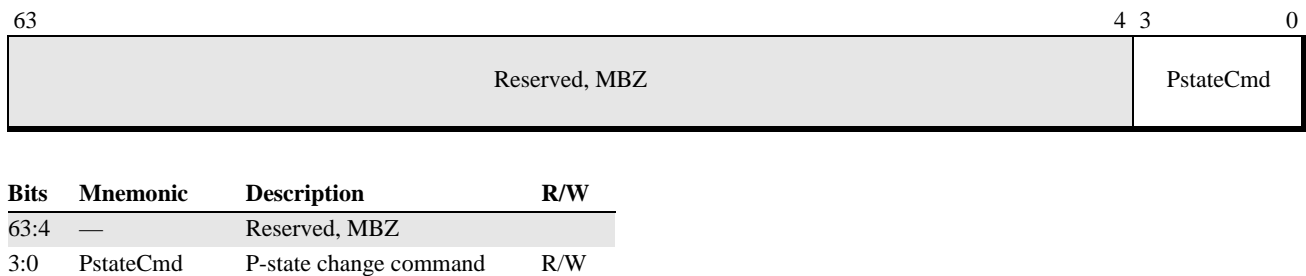 63 4 3 0
Reserved, MBZ PstateCmd
Bits Mnemonic Description R/W
63:4 — Reserved, MBZ
3:0 PstateCmd P-state change command R/W